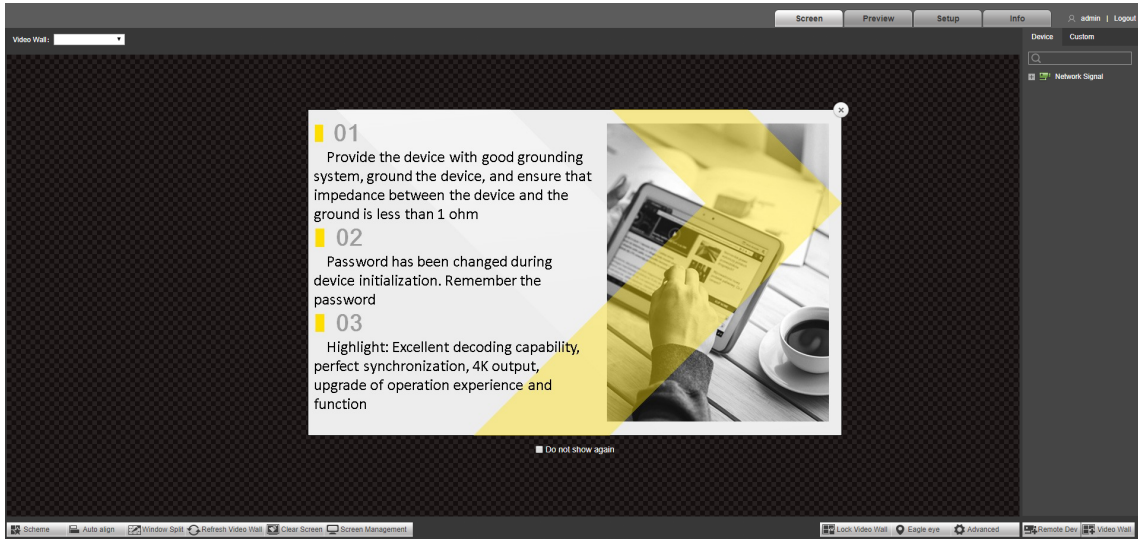 Screen Preview Setup Info admin | Logout
Video Wall: Device Custom
Network Signal
01
Provide the device with good grounding
system, ground the device, and ensure that
impedance between the device and the
ground is less than 1 ohm
02
Password has been changed during
device initialization. Remember the
password
03
Highlight: Excellent decoding capability,
perfect synchronization, 4K output,
upgrade of operation experience and
function
Do not show again
Scheme Auto align Window Split Refresh Video Wall Clear Screen Screen Management Lock Video Wall Eagle eye Advanced Remote Dev Video Wall